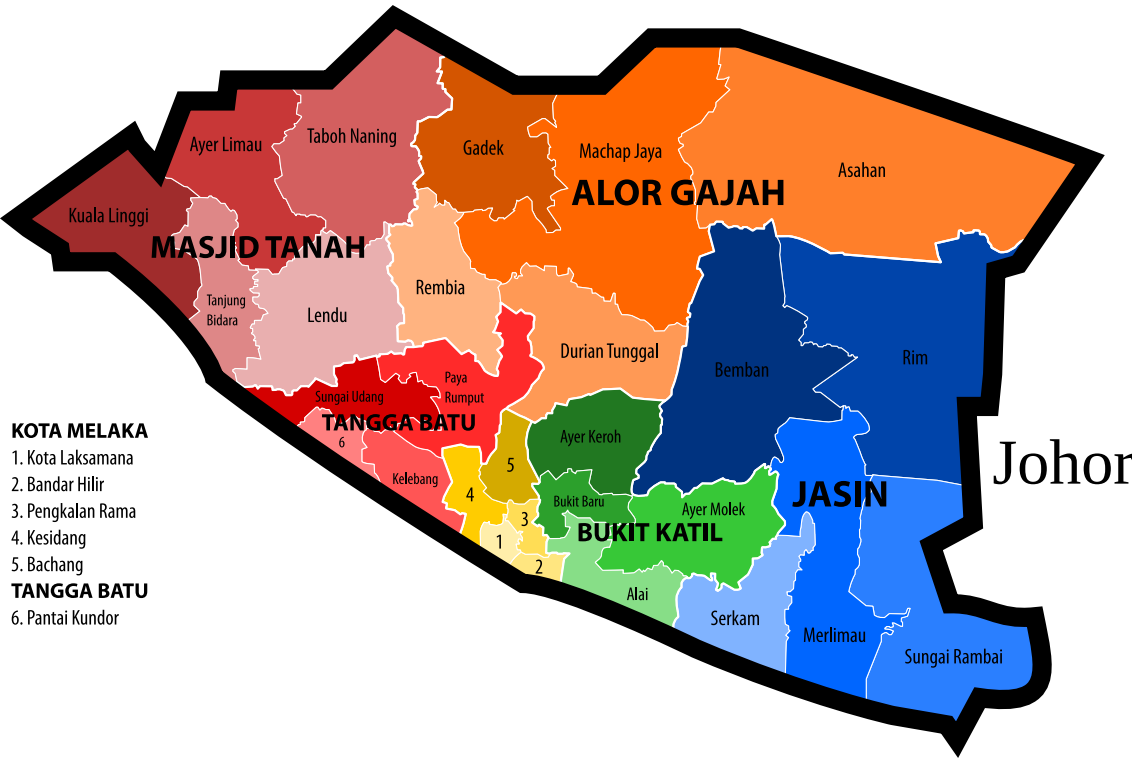 Taboh Naning
Ayer Limau
Gadek
Machap Jaya
Asahan
ALOR GAJAH
Kuala Linggi
MASJID TANAH
Rembia
Tanjung
Bidara
Lendu
Durian Tunggal
Bemban
Rim
Paya
Rumput
Sungai Udang
TANGGA BATU
6
Ayer Keroh
Kelebang
5
4
Johor
JASIN
Bukit Baru
Ayer Molek
3
BUKIT KATIL
1
2
Alai
Serkam
Merlimau
Sungai Rambai
KOTA MELAKA
1. Kota Laksamana
2. Bandar Hilir
3. Pengkalan Rama
4. Kesidang
5. Bachang
TANGGA BATU
6. Pantai Kundor